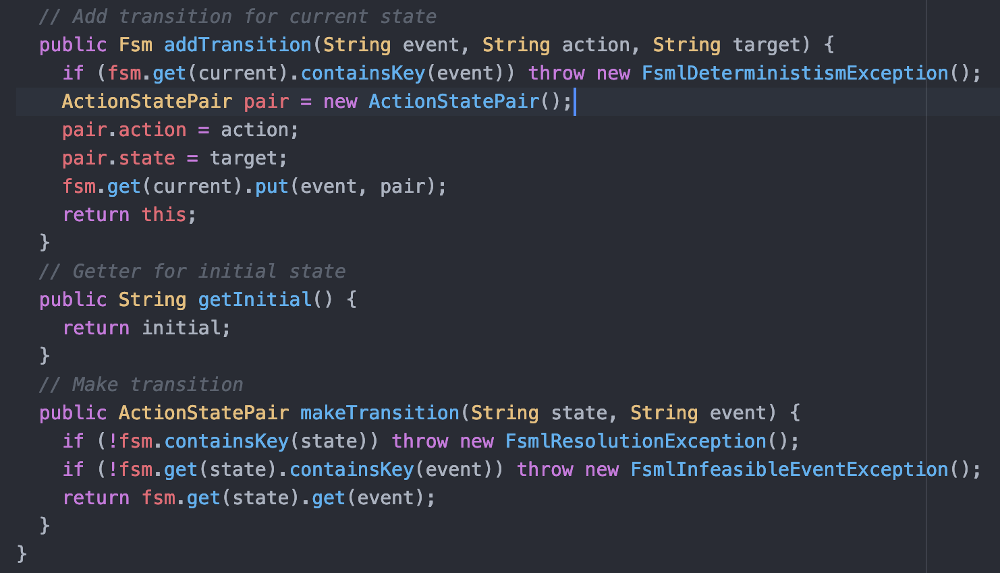 // Add transition for current state
public Fsm addTransition(String event, String action, String target) {
if (fsm.get(current).containsKey(event)) throw new FsmlDeterministismException();
ActionStatePair pair = new ActionStatePair();
pair.action = action;
pair.state = target;
fsm.get(current).put(event, pair);
return this;
}
// Getter for initial state
public String getInitial() {
return initial;
}
// Make transition
public ActionStatePair makeTransition(String state, String event) {
if (!fsm.containsKey(state)) throw new FsmlResolutionException();
if (!fsm.get(state).containsKey(event)) throw new FsmlInfeasibleEventException();
return fsm.get(state).get(event);
}
}